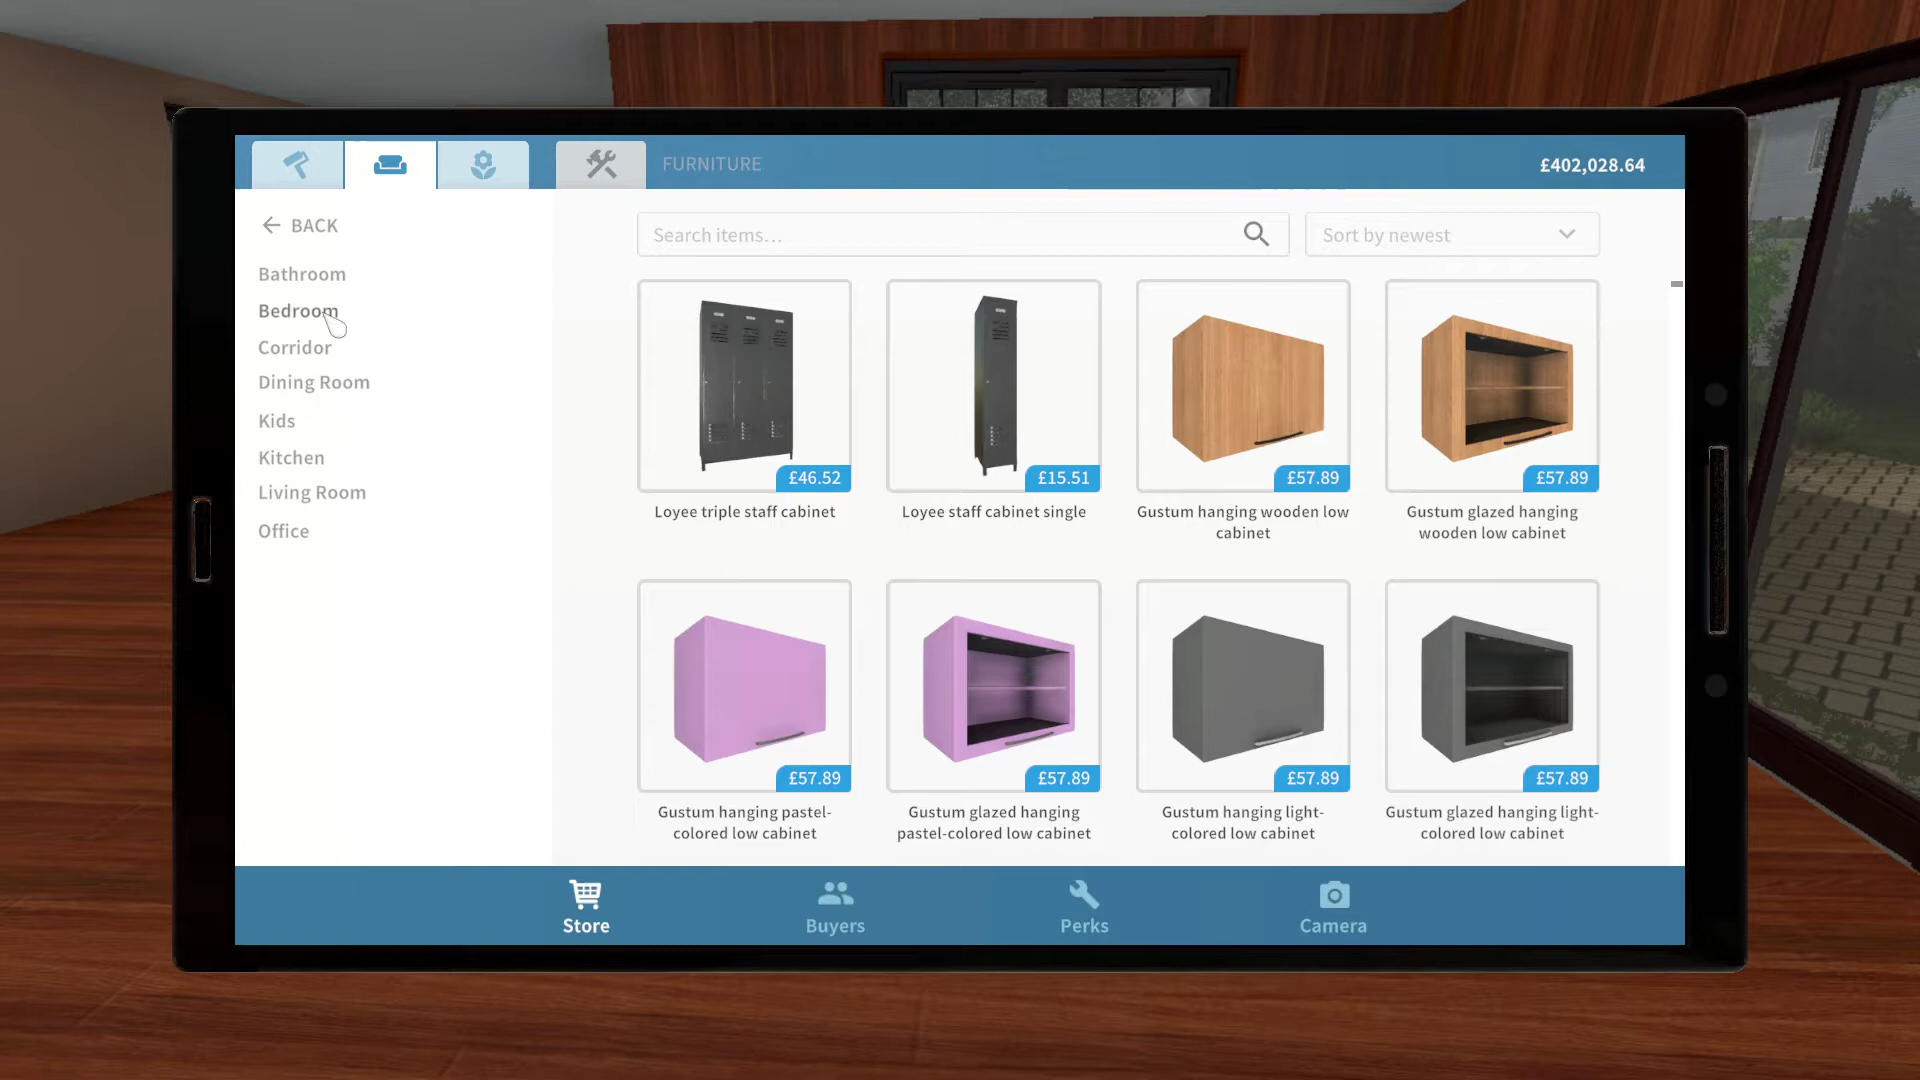 FURNITURE
£402,028.64
BACK
Bathroom
Bedroom
Corridor
Dining Room
Kids
Kitchen
Living Room
Office
Search items...
Sort by newest
£46.52
£15.51
£57.89
£57.89
Loyee triple staff cabinet
Loyee staff cabinet single
Gustum hanging wooden low
cabinet
Gustum glazed hanging
wooden low cabinet
£57.89
£57.89
£57.89
£57.89
Gustum hanging pastel-
colored low cabinet
Gustum glazed hanging
pastel-colored low cabinet
Gustum hanging light-
colored low cabinet
Gustum glazed hanging light-
colored low cabinet
Store
Buyers
Perks
Camera